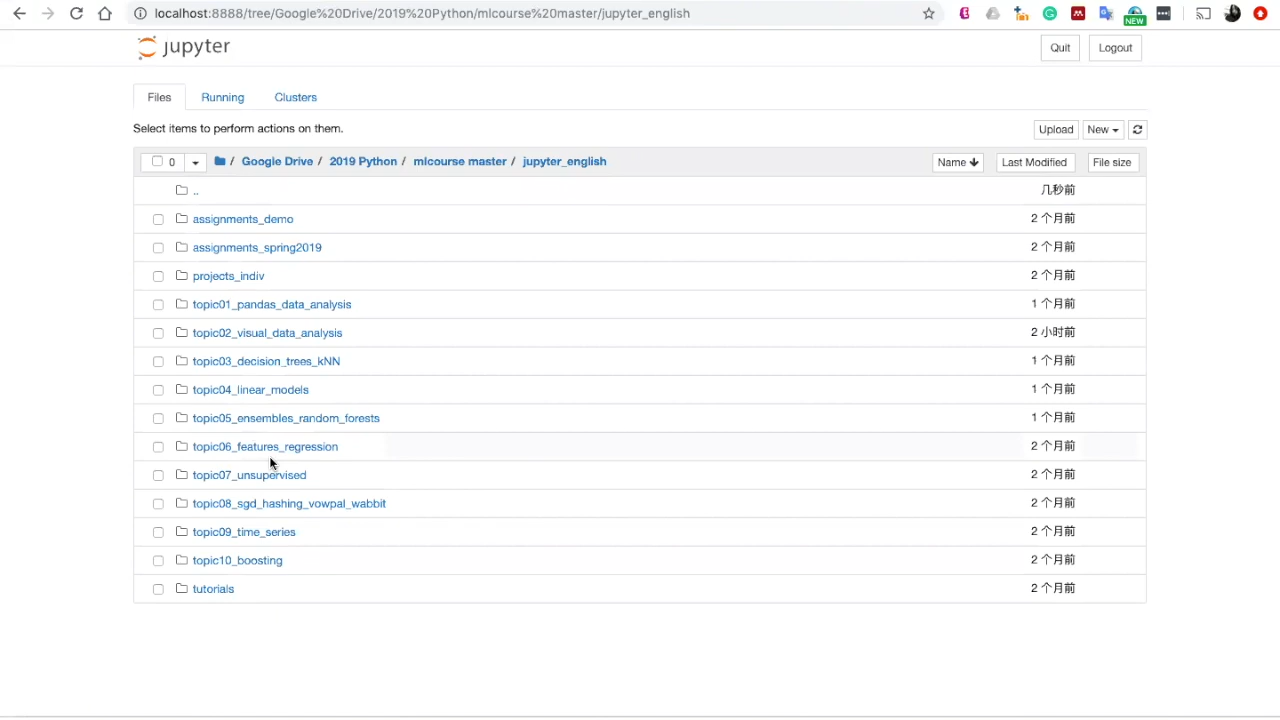 localhost:8888/tree/Google%20Drive/2019%20Python/mlcourse%20master/jupyter_english
NEW
jupyter
Quit
Logout
Files
Running
Clusters
Select items to perform actions on them.
Upload
New
0
/ Google Drive / 2019 Python / mlcourse master / jupyter_english
Name
Last Modified
File size
.. 几秒前
assignments_demo 2 个月前
assignments_spring2019 2 个月前
projects_indiv 2 个月前
topic01_pandas_data_analysis 1 个月前
topic02_visual_data_analysis 2 小时前
topic03_decision_trees_kNN 1 个月前
topic04_linear_models 1 个月前
topic05_ensembles_random_forests 1 个月前
topic06_features_regression 2 个月前
topic07_unsupervised 2 个月前
topic08_sgd_hashing_vowpal_wabbit 2 个月前
topic09_time_series 2 个月前
topic10_boosting 2 个月前
tutorials 2 个月前